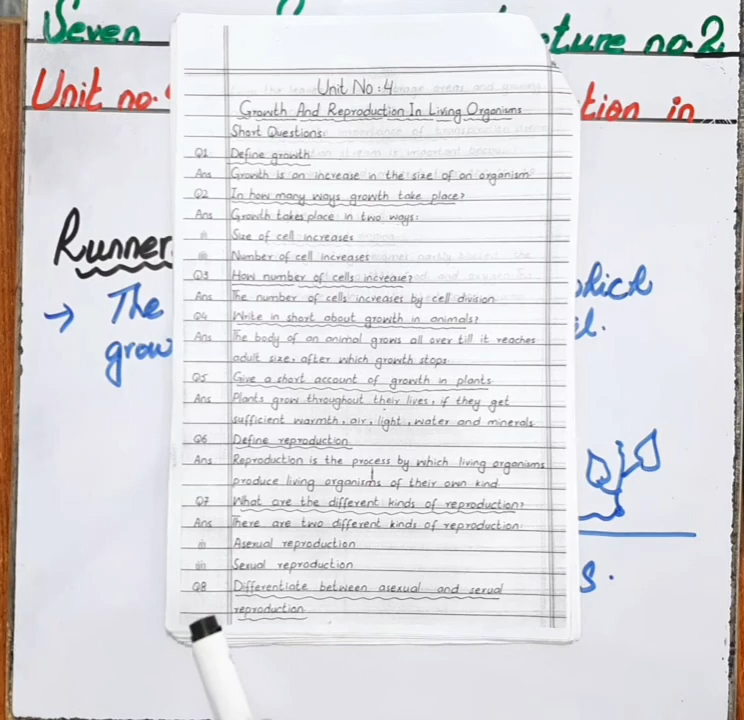 Seven
ture no. 2
Unit no.
tion in
Runner
→ The
hich
grow
Unit No : 4
Growth And Reproduction In Living Organisms
Short Questions:
Q1 Define growth
Ans Growth is an increase in the size of an organism
Q2 In how many ways growth take place?
Ans Growth takes place in two ways:
i Size of cell increases
ii Number of cell increases
Q3 How number of cells increase?
Ans The number of cells increases by cell division
Q4 Write in short about growth in animals?
Ans The body of an animal grows all over till it reaches
adult size, after which growth stops.
Q5 Give a short account of growth in plants
Ans Plants grow throughout their lives, if they get
sufficient warmth, air, light, water and minerals
Q6 Define reproduction
Ans Reproduction is the process by which living organisms
produce living organisms of their own kind
Q7 What are the different kinds of reproduction?
Ans There are two different kinds of reproduction:
i Asexual reproduction
ii Sexual reproduction
Q8 Differentiate between asexual and sexual
reproduction
s.